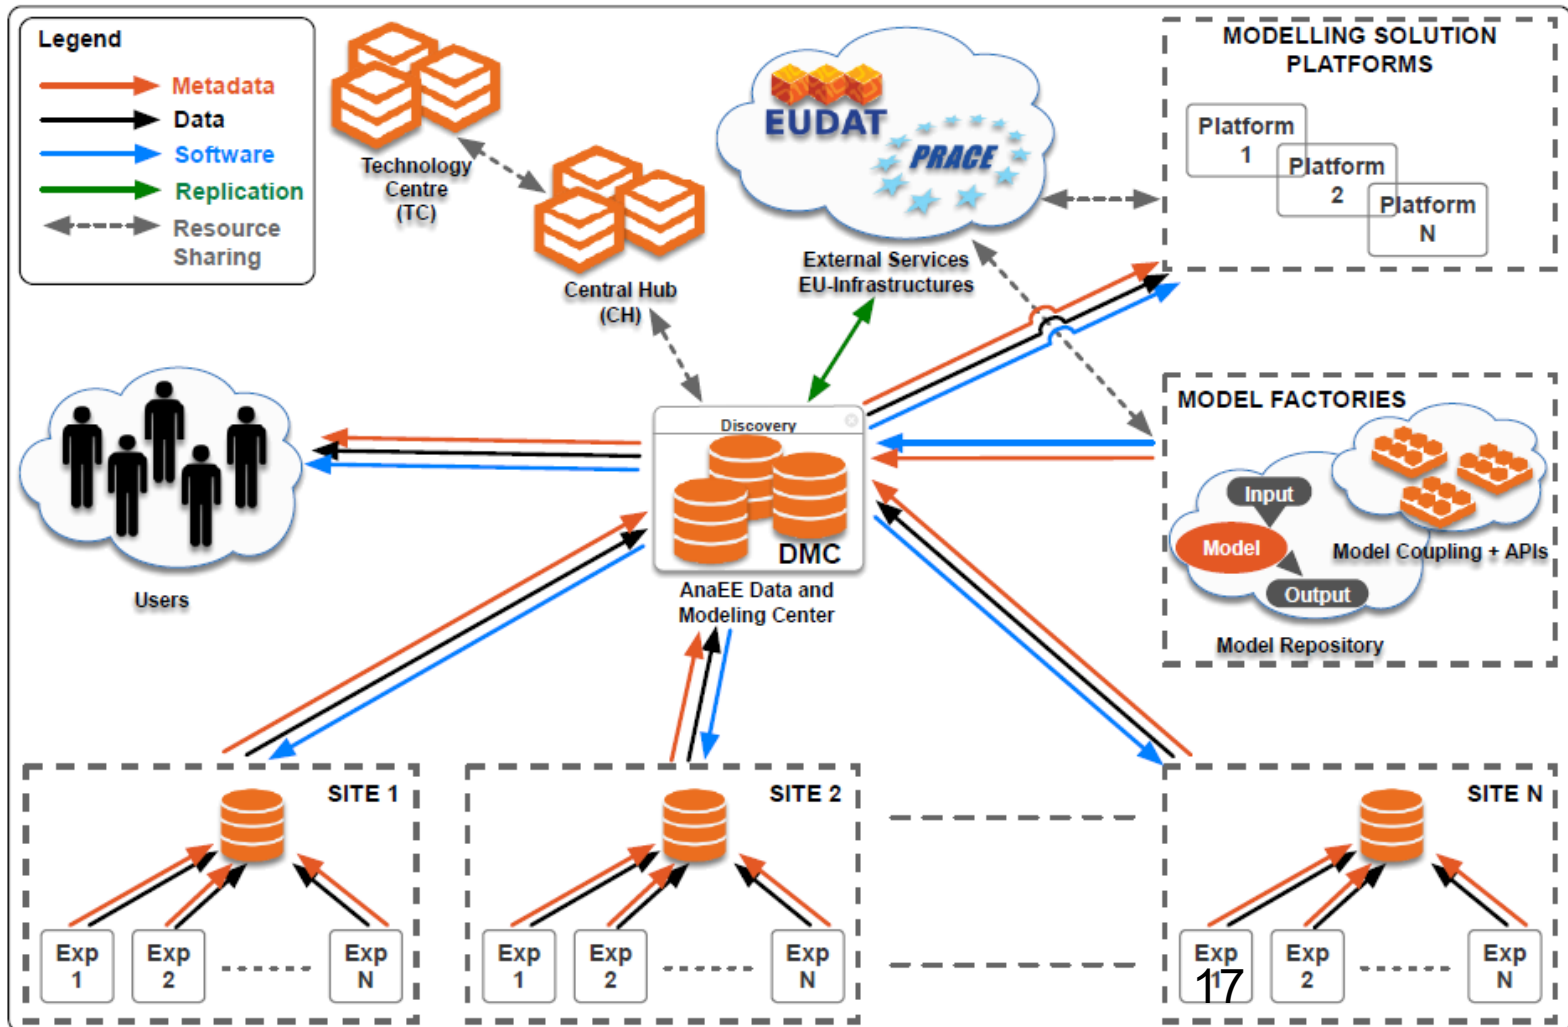 Legend
Metadata
Data
Software
Replication
Resource
Sharing
Technology
Centre
(TC)
Central Hub
(CH)
EUDAT
PRACE
External Services
EU-Infrastructures
MODELLING SOLUTION
PLATFORMS
Platform
1
Platform
2
Platform
N
Users
Discovery
DMC
AnaEE Data and
Modeling Center
MODEL FACTORIES
Input
Model
Output
Model Coupling + APIs
Model Repository
SITE 1
Exp
1
Exp
2
Exp
N
SITE 2
Exp
1
Exp
2
Exp
N
SITE N
Exp
1
Exp
2
Exp
N
17